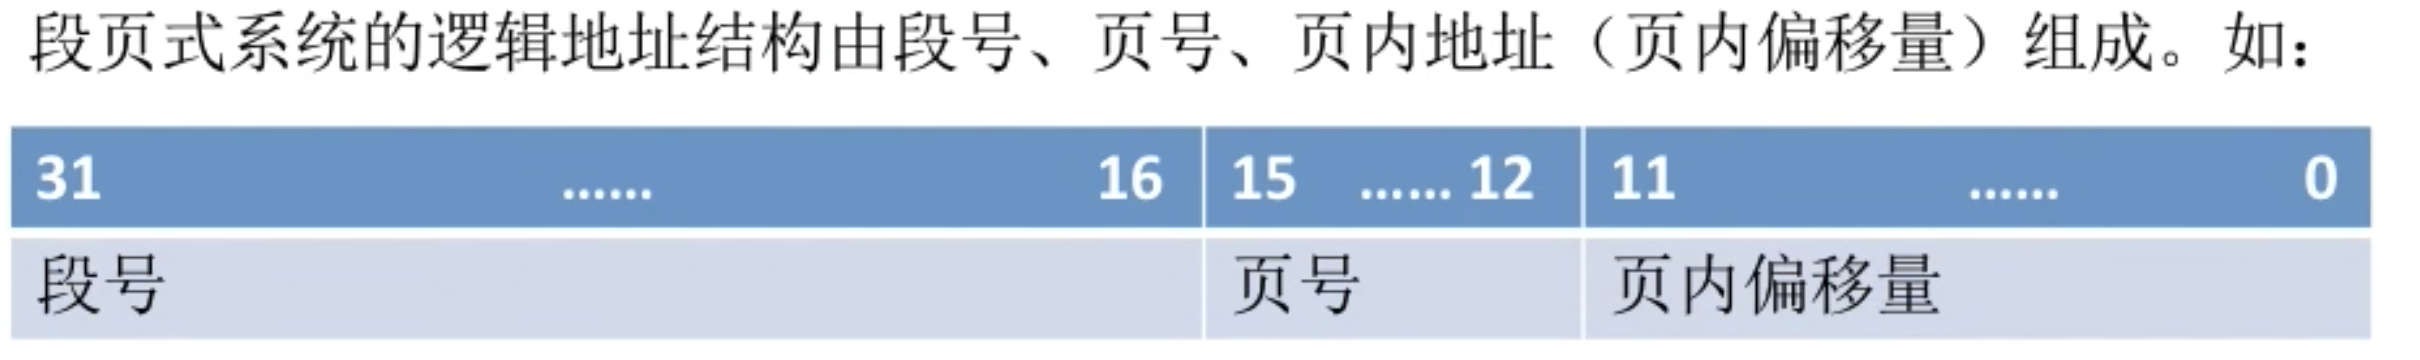 段页式系统的逻辑地址结构由段号、页号、页内地址（页内偏移量）组成。如：
31 …… 16 15 …… 12 11 …… 0
段号 页号 页内偏移量